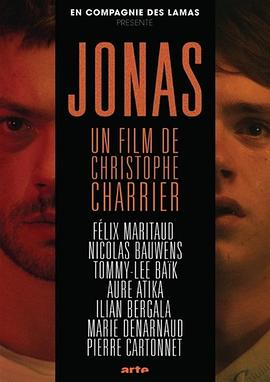 EN COMPAGNIE DES LAMAS
PRÉSENTE
JONAS
UN FILM DE
CHRISTOPHE
CHARRIER
FÉLIX MARITAUD
NICOLAS BAUWENS
TOMMY-LEE BAÏK
AURE ATIKA
ILIAN BERGALA
MARIE DENARNAUD
PIERRE CARTONNET
arte